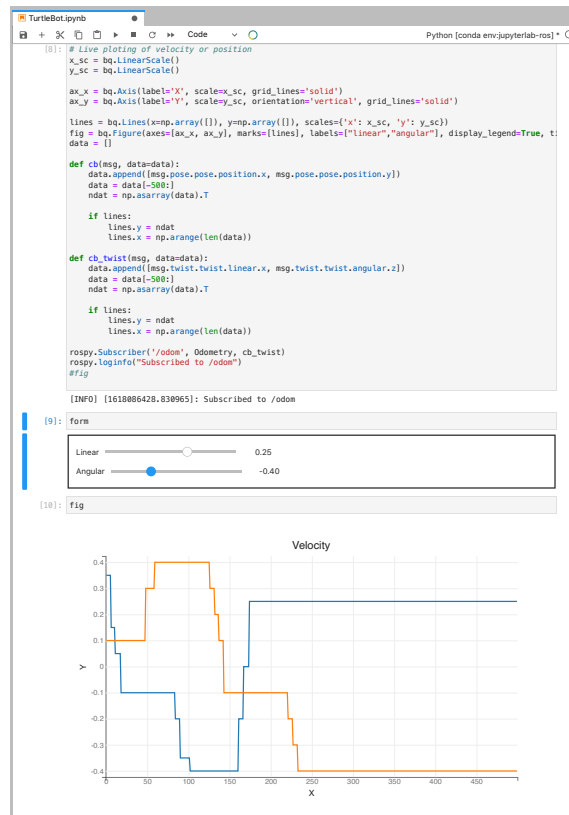 TurtleBot.ipynb
Code
Python [conda env:jupyterlab-ros] *
[8]: # Live ploting of velocity or position
x_sc = bq.LinearScale()
y_sc = bq.LinearScale()
ax_x = bq.Axis(label='X', scale=x_sc, grid_lines='solid')
ax_y = bq.Axis(label='Y', scale=y_sc, orientation='vertical', grid_lines='solid')
lines = bq.Lines(x=np.array([]), y=np.array([]), scales={'x': x_sc, 'y': y_sc})
fig = bq.Figure(axes=[ax_x, ax_y], marks=[lines], labels=["linear","angular"], display_legend=True, ti
data = []
def cb(msg, data=data):
data.append([msg.pose.pose.position.x, msg.pose.pose.position.y])
data = data[-500:]
ndat = np.asarray(data).T
if lines:
lines.y = ndat
lines.x = np.arange(len(data))
def cb_twist(msg, data=data):
data.append([msg.twist.twist.linear.x, msg.twist.twist.angular.z])
data = data[-500:]
ndat = np.asarray(data).T
if lines:
lines.y = ndat
lines.x = np.arange(len(data))
rospy.Subscriber('/odom', Odometry, cb_twist)
rospy.loginfo("Subscribed to /odom")
#fig
[INFO] [1618086428.830965]: Subscribed to /odom
[9]: form
Linear 0.25
Angular -0.40
[10]: fig
Velocity
0.4
0.3
0.2
0.1
Y 0
-0.1
-0.2
-0.3
-0.4
0 50 100 150 200 250 300 350 400 450
X